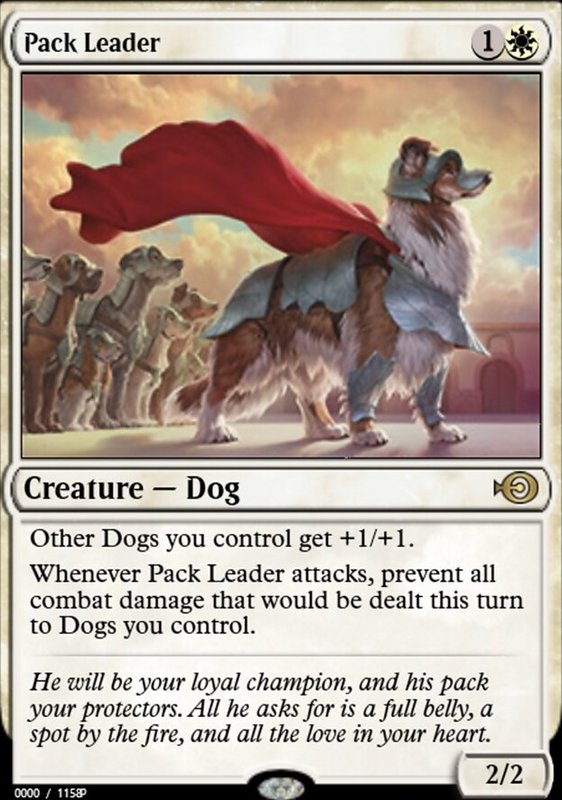 Pack Leader 1
Creature — Dog
Other Dogs you control get +1/+1.
Whenever Pack Leader attacks, prevent all
combat damage that would be dealt this turn
to Dogs you control.
He will be your loyal champion, and his pack
your protectors. All he asks for is a full belly, a
spot by the fire, and all the love in your heart.
2/2
0000 / 1158P